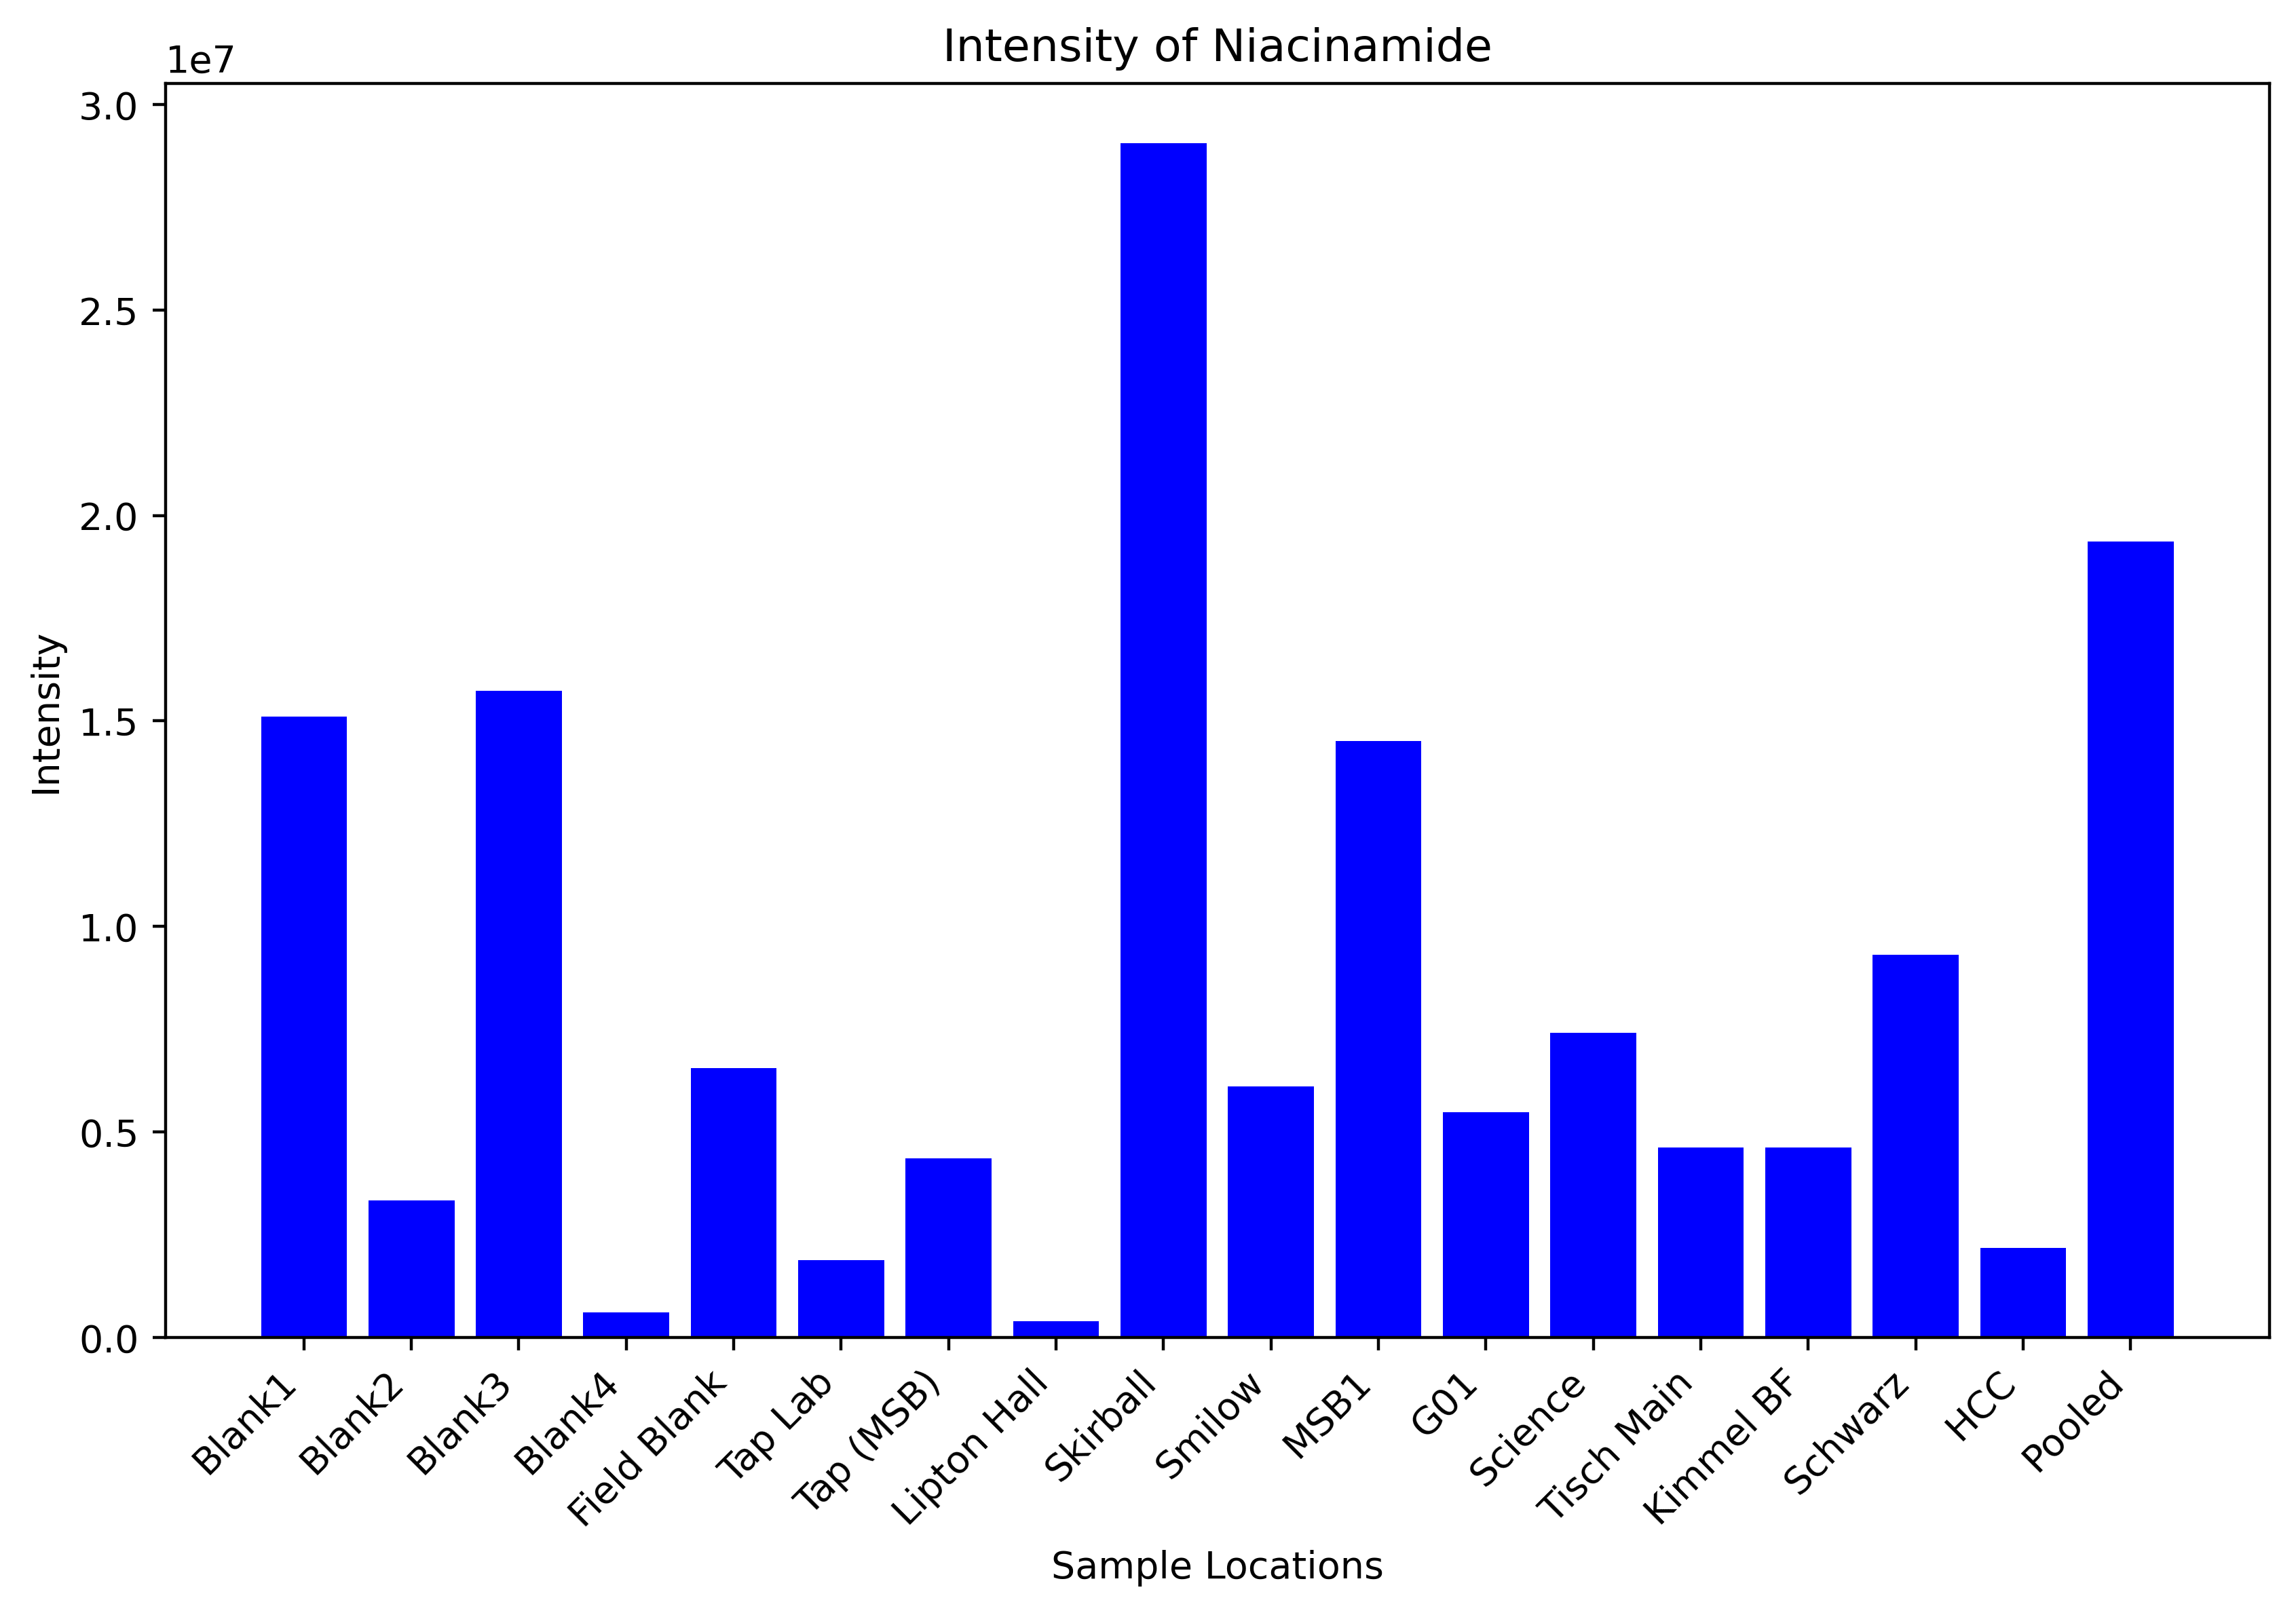 Intensity of Niacinamide
1e7
3.0
2.5
2.0
1.5
1.0
0.5
0.0
Intensity
Blank1
Blank2
Blank3
Blank4
Field Blank
Tap Lab
Tap (MSB)
Lipton Hall
Skirball
Smilow
MSB1
G01
Science
Tisch Main
Kimmel BF
Schwarz
HCC
Pooled
Sample Locations